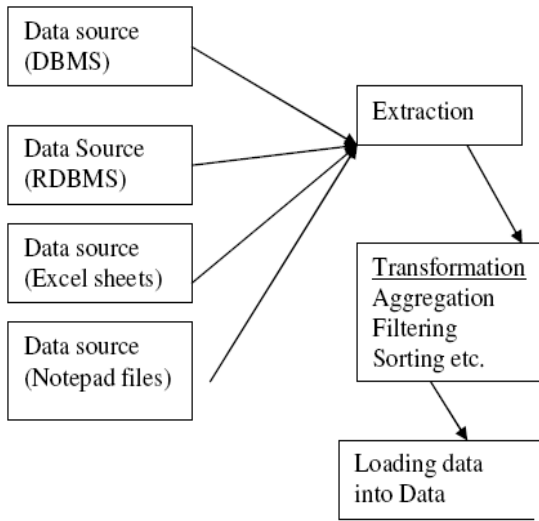 Data source
(DBMS)
Data Source
(RDBMS)
Data source
(Excel sheets)
Data source
(Notepad files)
Extraction
Transformation
Aggregation
Filtering
Sorting etc.
Loading data
into Data